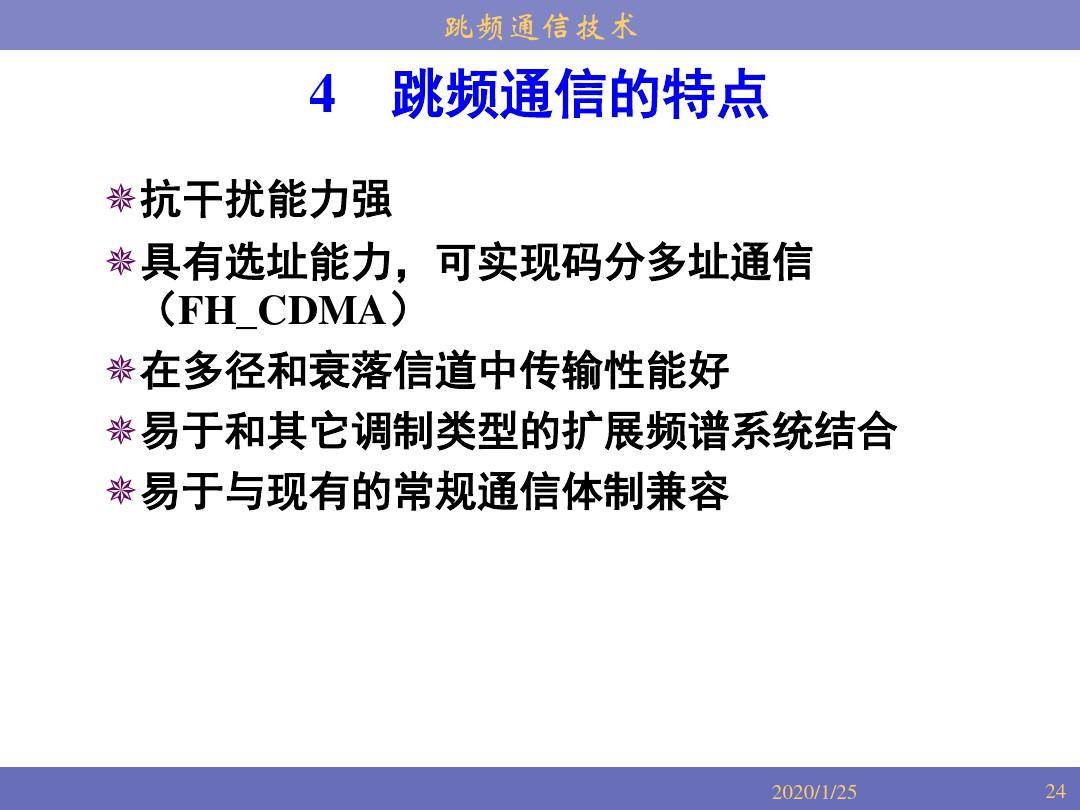 跳频通信技术
4 跳频通信的特点
抗干扰能力强
具有选址能力，可实现码分多址通信
（FH_CDMA）
在多径和衰落信道中传输性能好
易于和其它调制类型的扩展频谱系统结合
易于与现有的常规通信体制兼容
2020/1/25 24